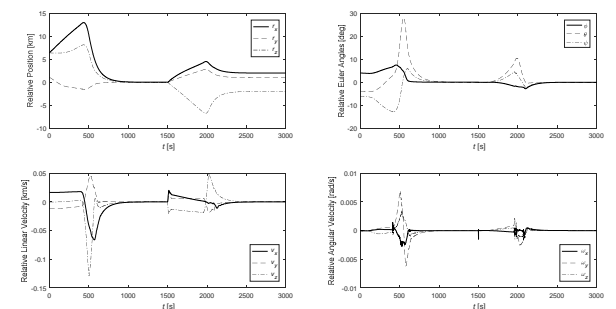 15
10
5
0
-5
-10
0 500 1000 1500 2000 2500 3000
t [s]
Relative Position [km]
r_x
r_y
r_z
30
20
10
0
-10
-20
0 500 1000 1500 2000 2500 3000
t [s]
Relative Euler Angles [deg]
0.05
0
-0.05
-0.1
-0.15
0 500 1000 1500 2000 2500 3000
t [s]
Relative Linear Velocity [km/s]
v_x
v_y
v_z
0.01
0.005
0
-0.005
-0.01
0 500 1000 1500 2000 2500 3000
t [s]
Relative Angular Velocity [rad/s]
ω_x
ω_y
ω_z